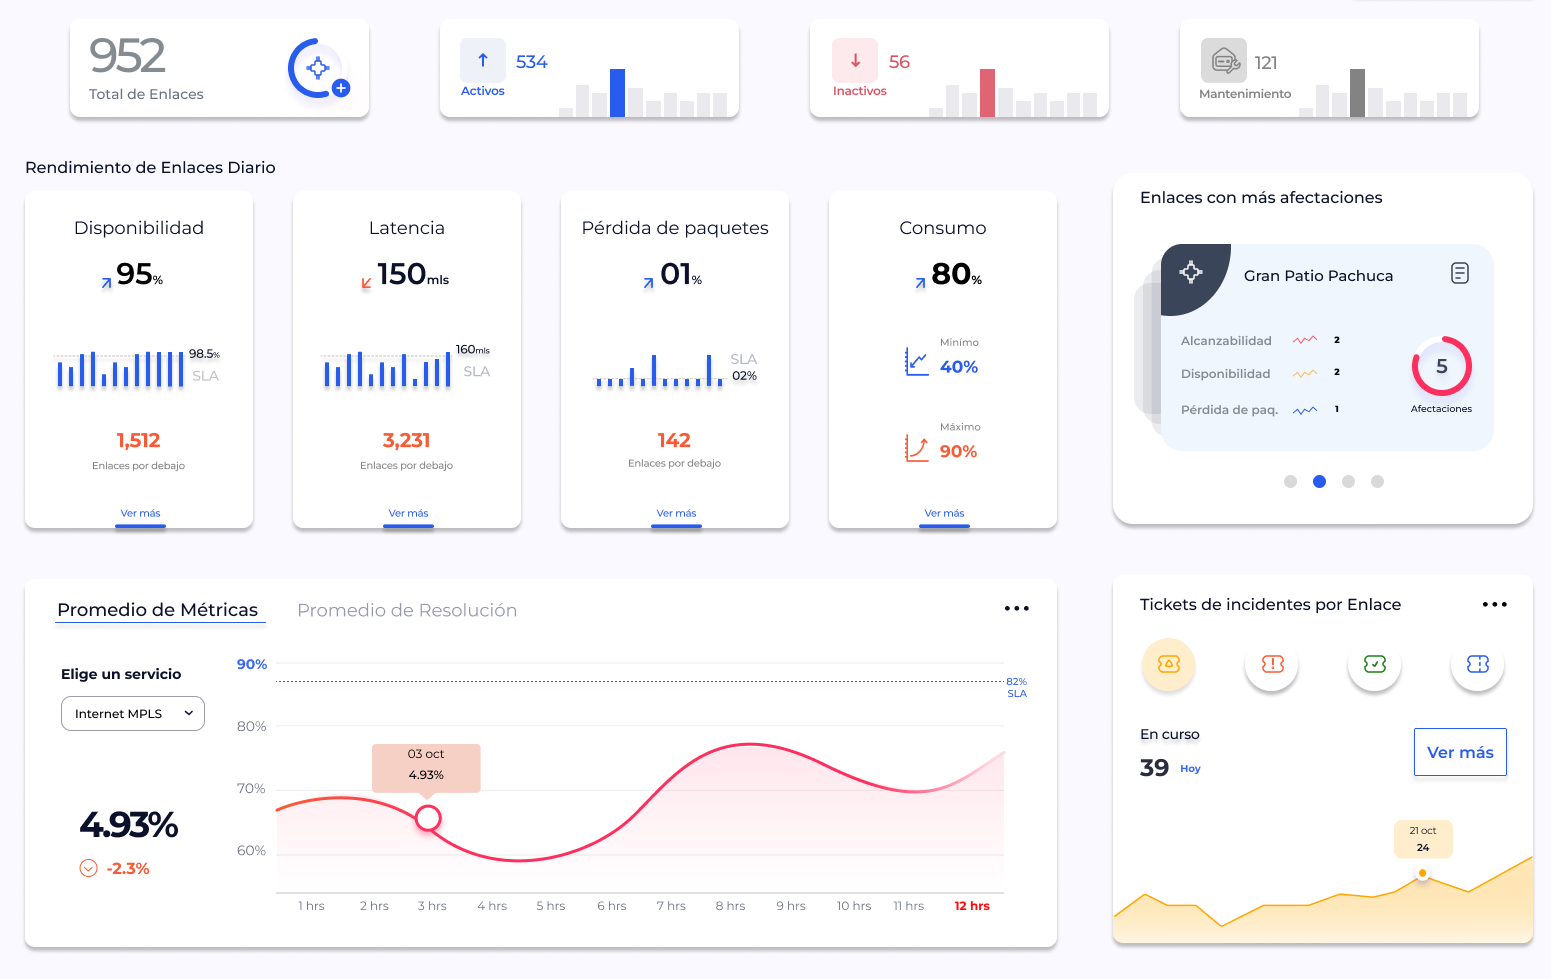 952
Total de Enlaces
534
Activos
56
Inactivos
121
Mantenimiento
Rendimiento de Enlaces Diario
Disponibilidad
95%
98.5%
SLA
1,512
Enlaces por debajo
Ver más
Latencia
150mls
160mls
SLA
3,231
Enlaces por debajo
Ver más
Pérdida de paquetes
01%
SLA
02%
142
Enlaces por debajo
Ver más
Consumo
80%
Minímo
40%
Máximo
90%
Ver más
Enlaces con más afectaciones
Gran Patio Pachuca
Alcanzabilidad 2
Disponibilidad 2
Pérdida de paq. 1
5
Afectaciones
Promedio de Métricas
Promedio de Resolución
Elige un servicio
Internet MPLS
4.93%
-2.3%
90%
80%
70%
60%
82%
SLA
03 oct
4.93%
1 hrs 2 hrs 3 hrs 4 hrs 5 hrs 6 hrs 7 hrs 8 hrs 9 hrs 10 hrs 11 hrs 12 hrs
Tickets de incidentes por Enlace
En curso
39 Hoy
Ver más
21 oct
24